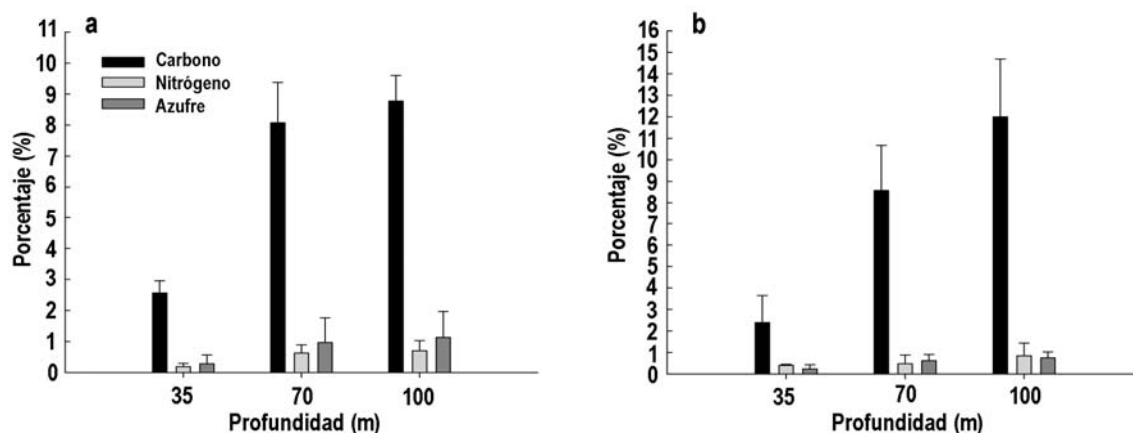 a
11
10
9
8
7
6
5
4
3
2
1
0
Porcentaje (%)
Carbono
Nitrógeno
Azufre
35 70 100
Profundidad (m)
b
16
15
14
13
12
11
10
9
8
7
6
5
4
3
2
1
0
Porcentaje (%)
35 70 100
Profundidad (m)